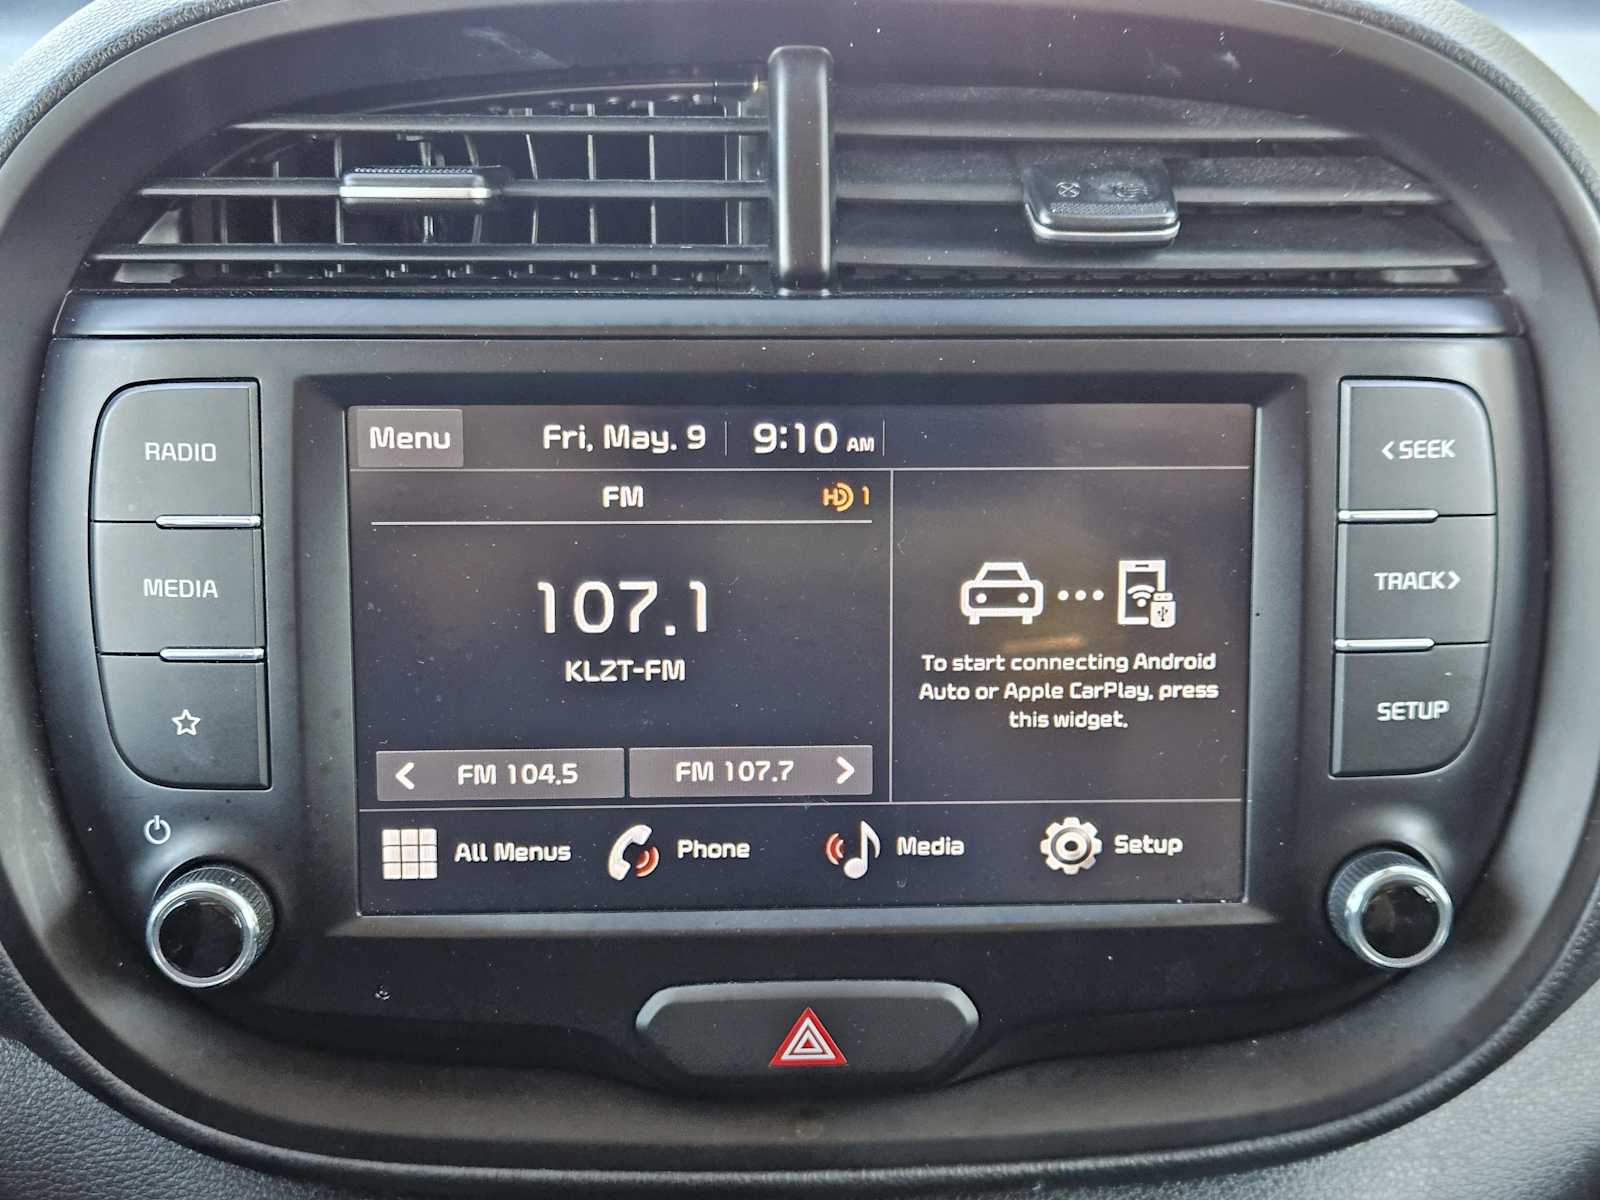 Menu
Fri, May. 9
9:10 AM
FM
HD 1
107.1
KLZT-FM
< FM 104.5
FM 107.7 >
To start connecting Android
Auto or Apple CarPlay, press
this widget.
All Menus
Phone
Media
Setup
RADIO
MEDIA
<SEEK
TRACK>
SETUP